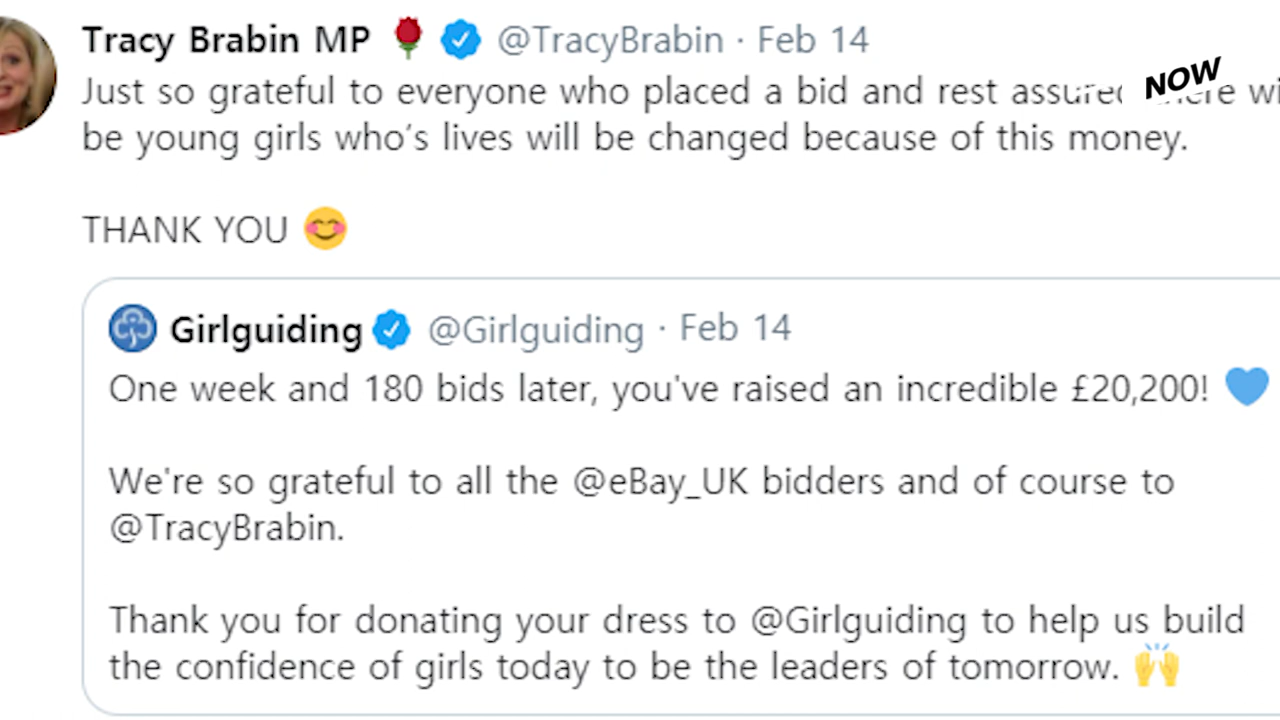 Tracy Brabin MP @TracyBrabin · Feb 14
Just so grateful to everyone who placed a bid and rest assured
NOW
be young girls who's lives will be changed because of this money.
THANK YOU
Girlguiding @Girlguiding · Feb 14
One week and 180 bids later, you've raised an incredible £20,200!
We're so grateful to all the @eBay_UK bidders and of course to
@TracyBrabin.
Thank you for donating your dress to @Girlguiding to help us build
the confidence of girls today to be the leaders of tomorrow.